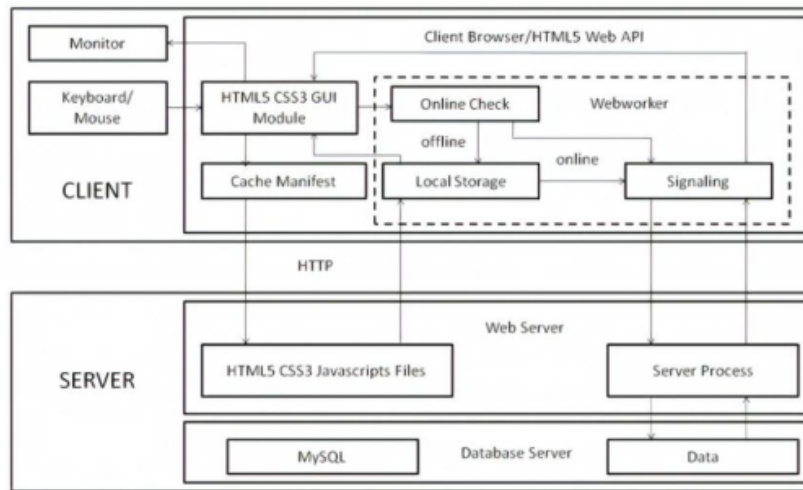 Monitor
Client Browser/HTML5 Web API
Keyboard/
Mouse
HTML5 CSS3 GUI
Module
Online Check
Webworker
offline
online
CLIENT
Cache Manifest
Local Storage
Signaling
HTTP
Web Server
SERVER
HTML5 CSS3 Javascripts Files
Server Process
MySQL
Database Server
Data